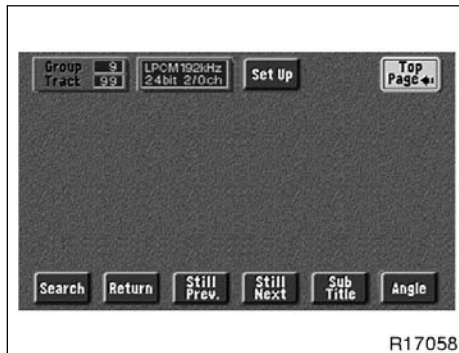 Group 9
Tract 99
LPCM192kHz
24bit 2/0ch
Set Up
Top
Page
Search
Return
Still
Prev.
Still
Next
Sub
Title
Angle
R17058